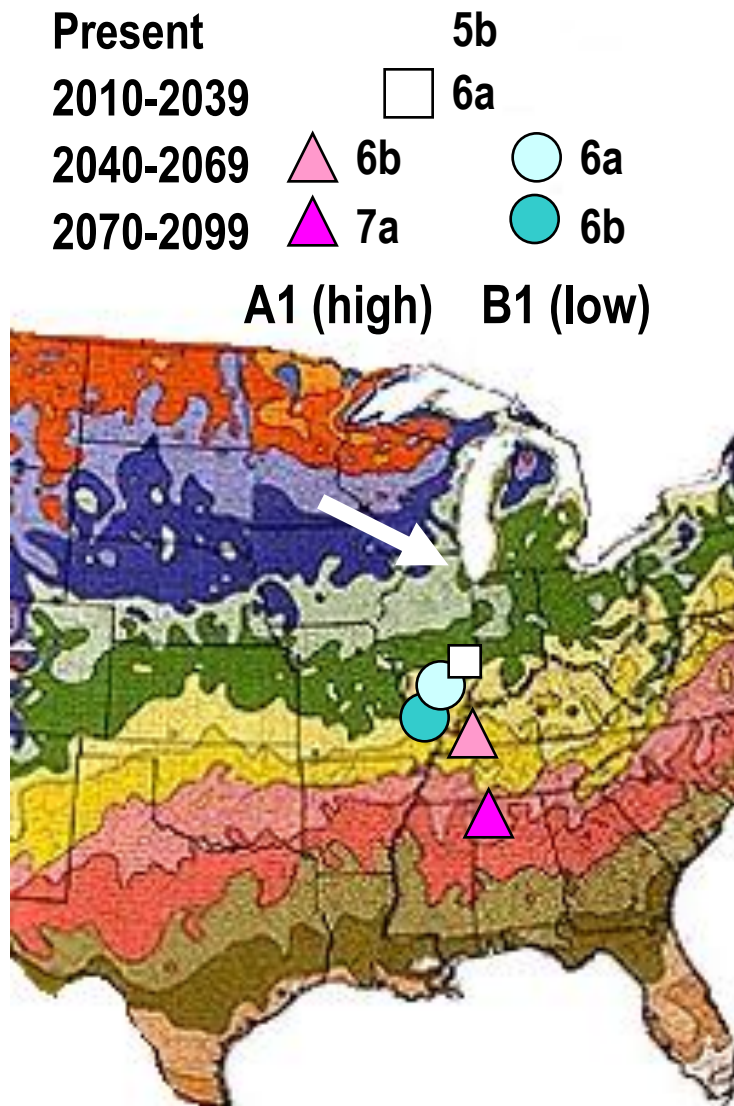 Present 5b
2010-2039 6a
2040-2069 6b 6a
2070-2099 7a 6b
A1 (high) B1 (low)